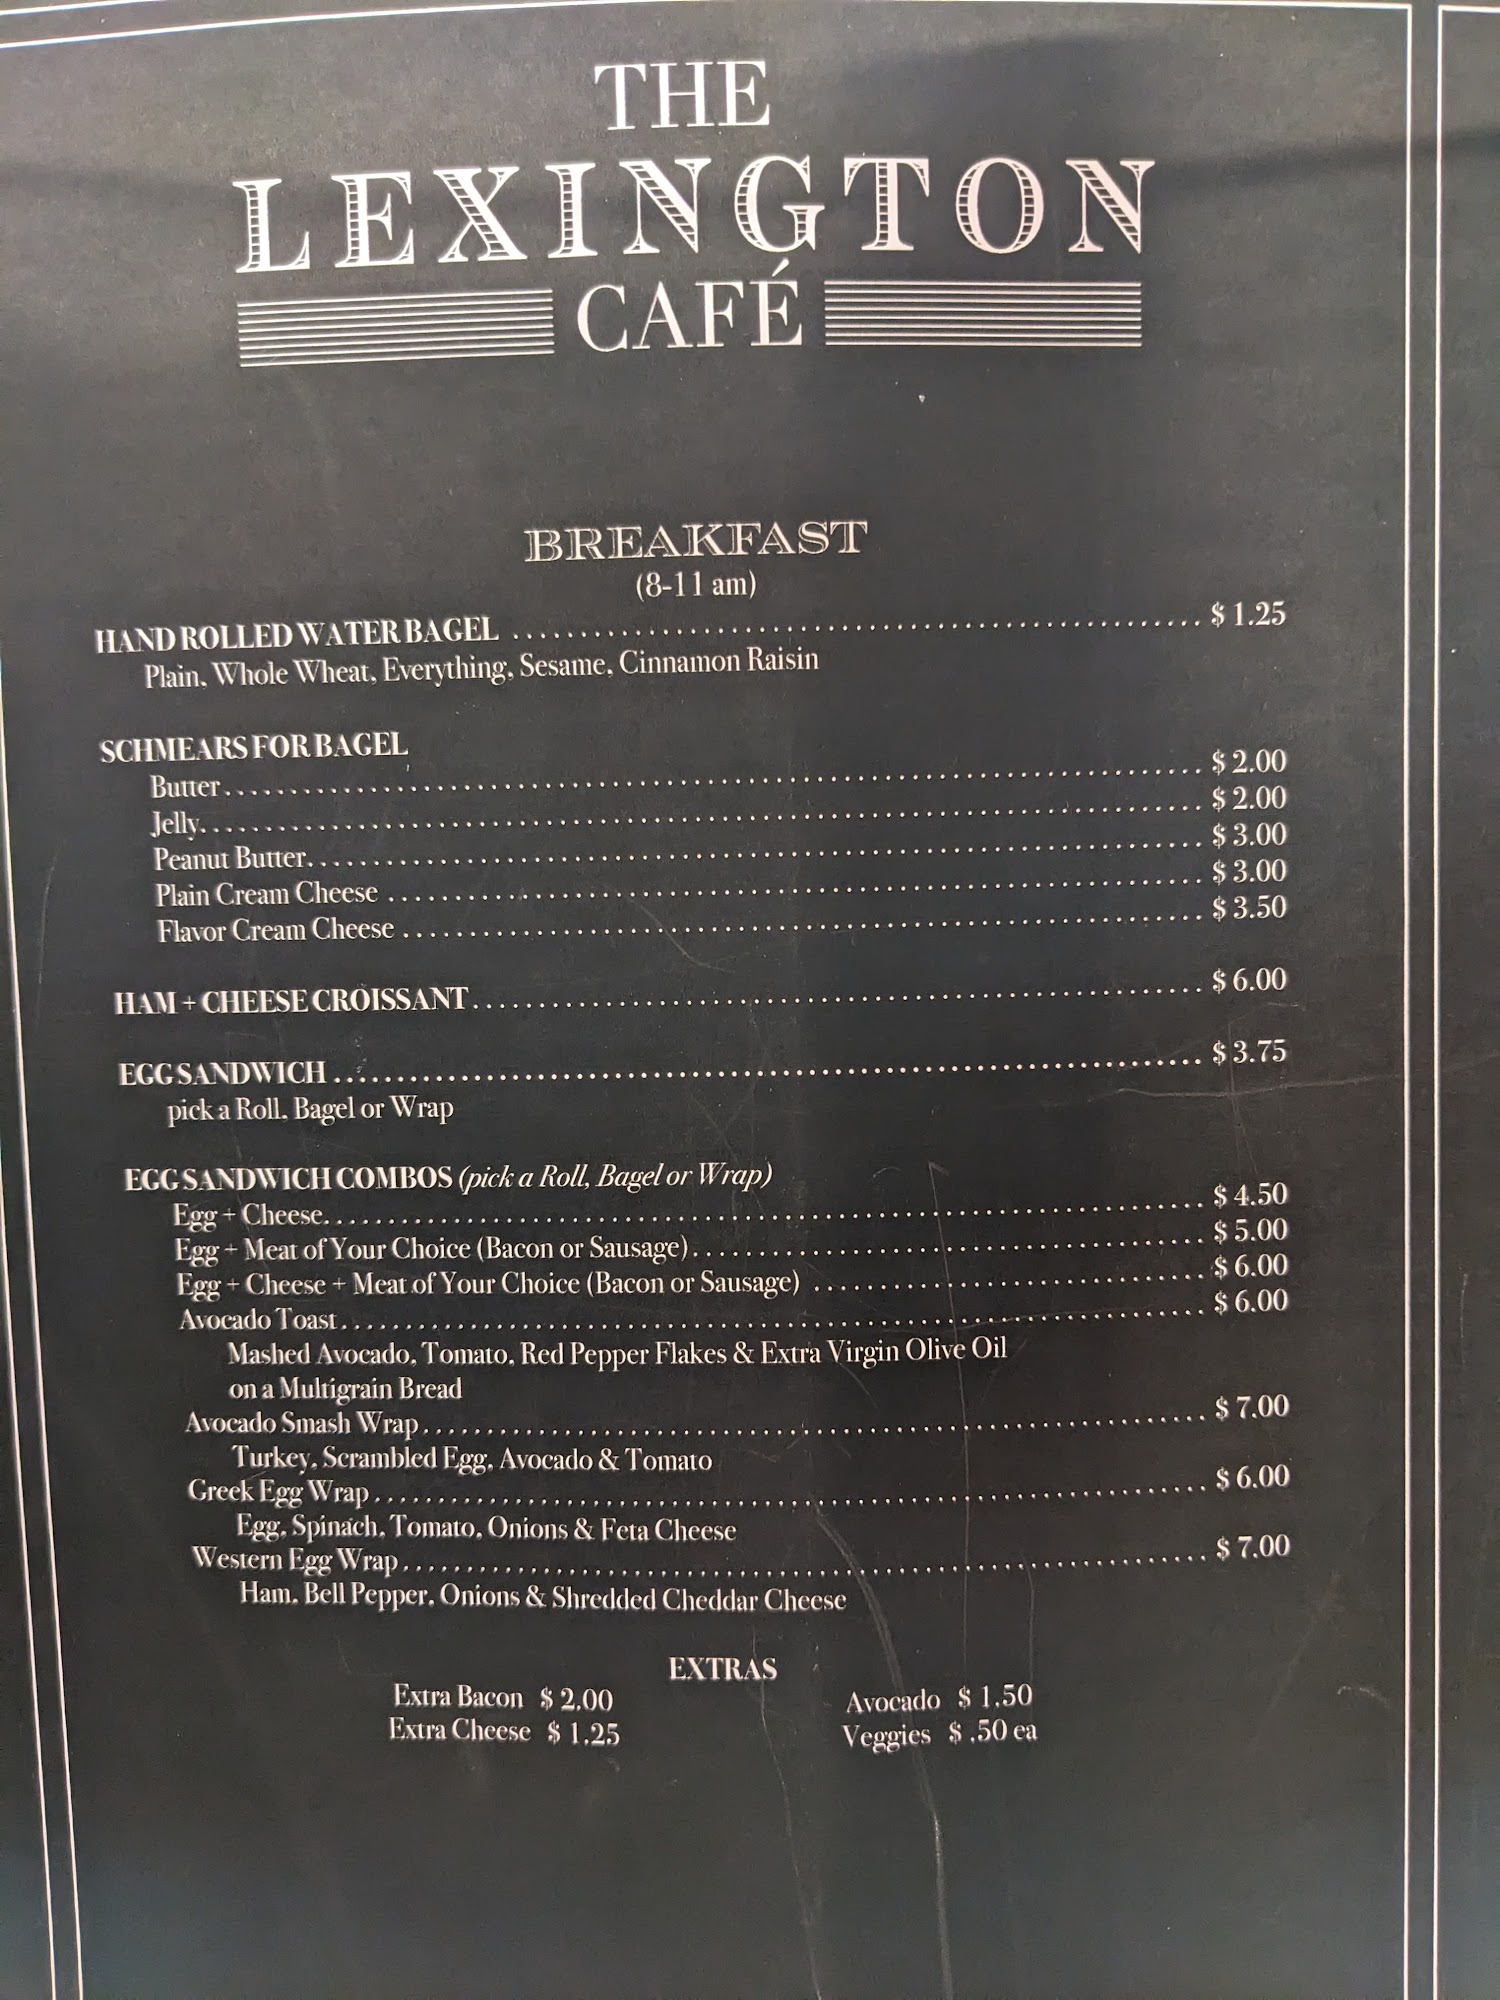 THE
LEXINGTON
CAFÉ
BREAKFAST
(8-11 am)
HAND ROLLED WATER BAGEL $ 1.25
Plain, Whole Wheat, Everything, Sesame, Cinnamon Raisin
SCHMEARS FOR BAGEL
Butter $ 2.00
Jelly $ 2.00
Peanut Butter $ 3.00
Plain Cream Cheese $ 3.00
Flavor Cream Cheese $ 3.50
HAM + CHEESE CROISSANT $ 6.00
EGG SANDWICH $ 3.75
pick a Roll, Bagel or Wrap
EGG SANDWICH COMBOS (pick a Roll, Bagel or Wrap)
Egg + Cheese $ 4.50
Egg + Meat of Your Choice (Bacon or Sausage) $ 5.00
Egg + Cheese + Meat of Your Choice (Bacon or Sausage) $ 6.00
Avocado Toast $ 6.00
Mashed Avocado, Tomato, Red Pepper Flakes & Extra Virgin Olive Oil
on a Multigrain Bread
Avocado Smash Wrap $ 7.00
Turkey, Scrambled Egg, Avocado & Tomato
Greek Egg Wrap $ 6.00
Egg, Spinach, Tomato, Onions & Feta Cheese
Western Egg Wrap $ 7.00
Ham, Bell Pepper, Onions & Shredded Cheddar Cheese
EXTRAS
Extra Bacon $ 2.00 Avocado $ 1.50
Extra Cheese $ 1.25 Veggies $ .50 ea